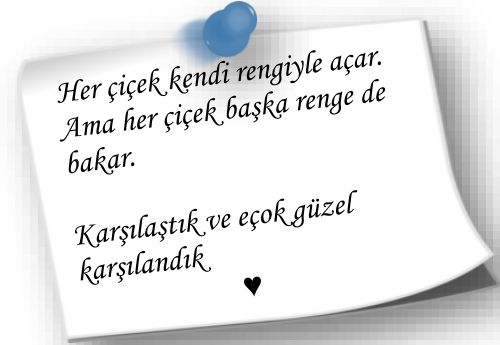 Her çiçek kendi rengiyle açar.
Ama her çiçek başka renge de
bakar.
Karşılaştık ve eçok güzel
karşılandık
♥